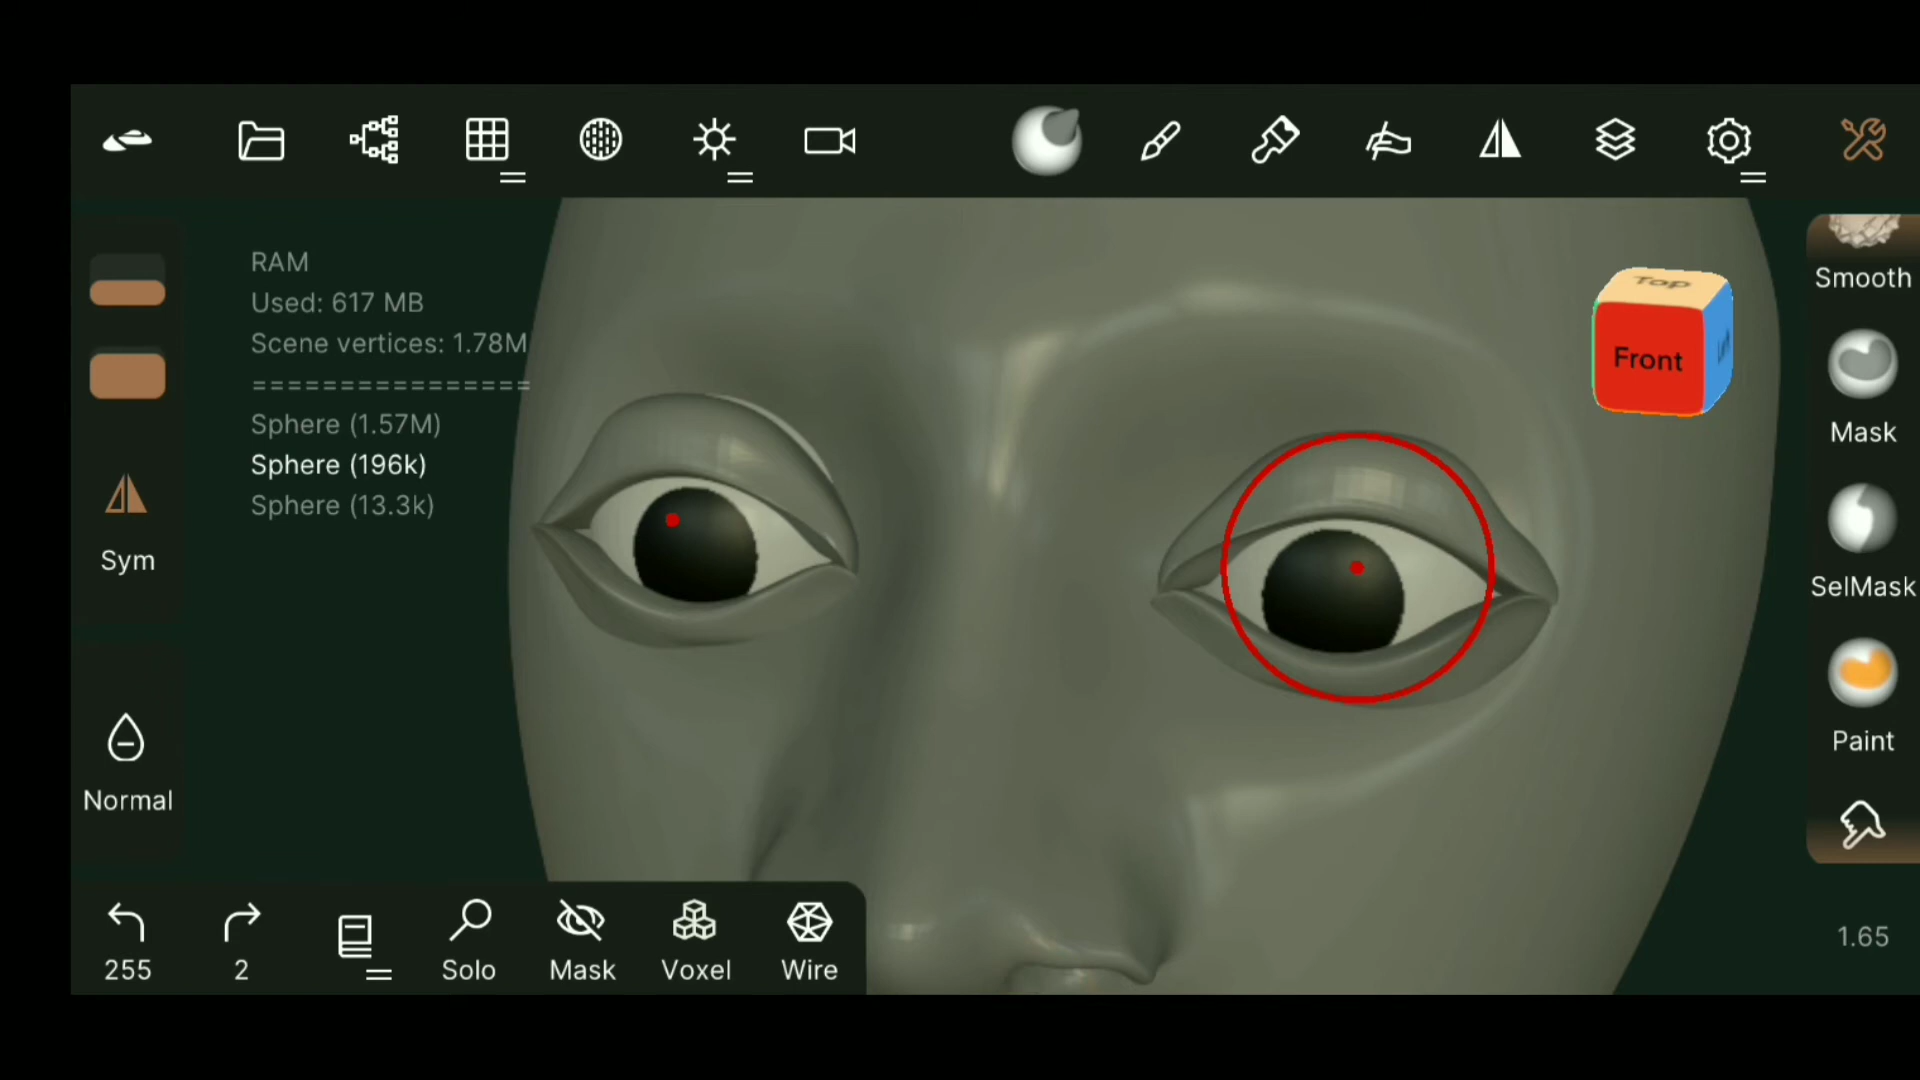 RAM
Used: 617 MB
Scene vertices: 1.78M
================
Sphere (1.57M)
Sphere (196k)
Sphere (13.3k)
Sym
Normal
Top
Front
Smooth
Mask
SelMask
Paint
1.65
255
2
Solo
Mask
Voxel
Wire